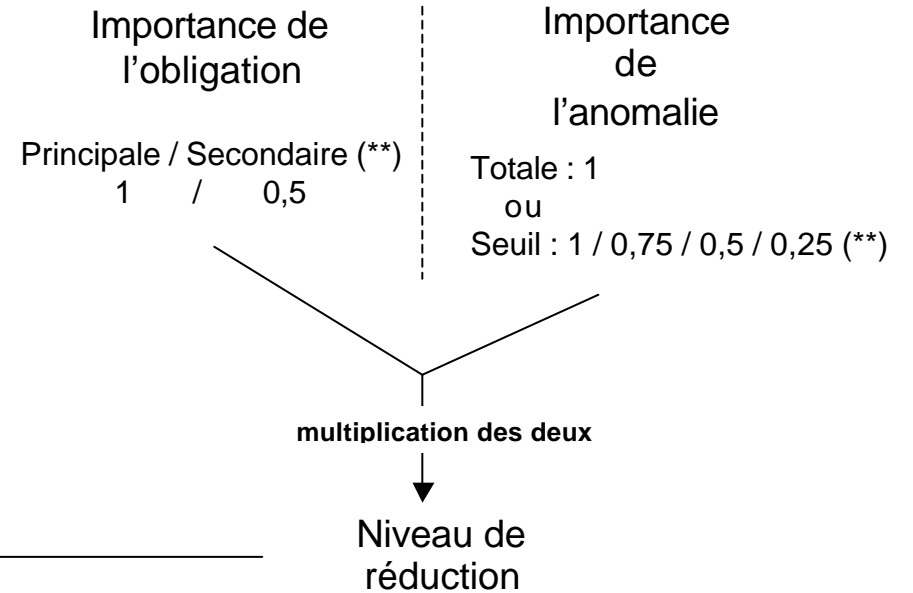 Importance de
l'obligation
Principale / Secondaire (**)
1 / 0,5
Importance
de
l'anomalie
Totale : 1
ou
Seuil : 1 / 0,75 / 0,5 / 0,25 (**)
multiplication des deux
Niveau de
réduction